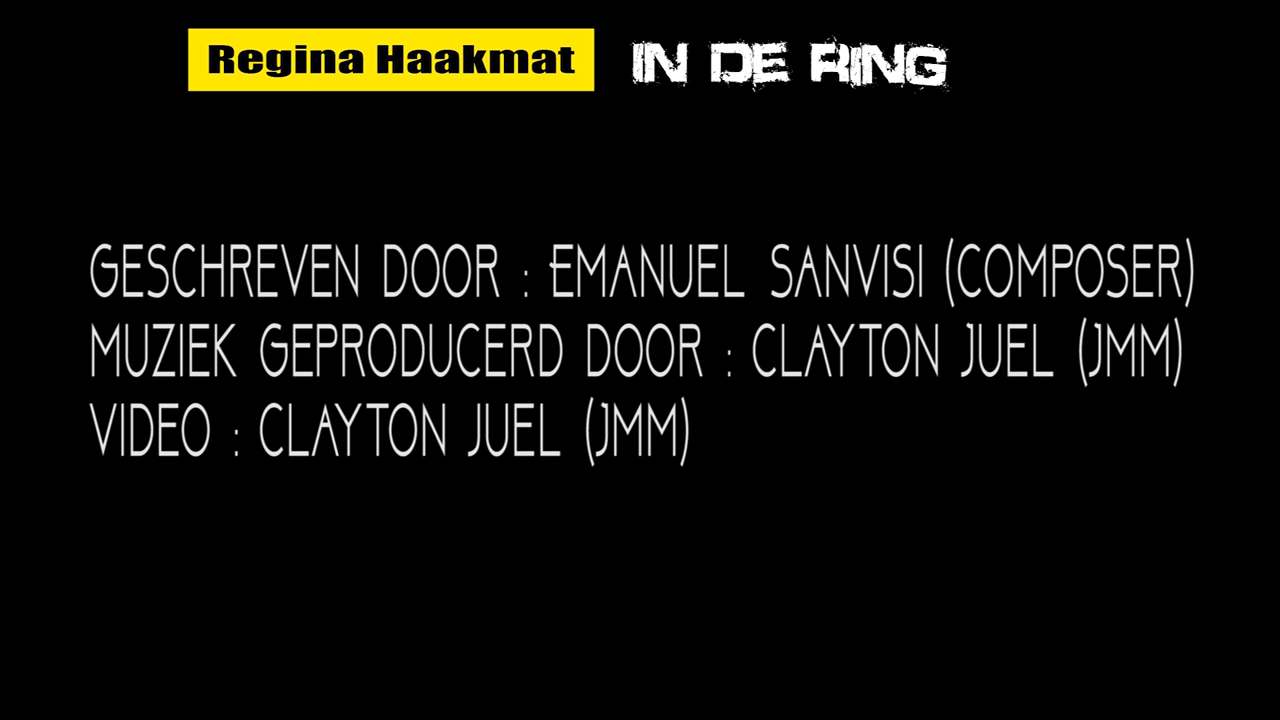 Regina Haakmat IN DE RING
GESCHREVEN DOOR : EMANUEL SANVISI (COMPOSER)
MUZIEK GEPRODUCERD DOOR : CLAYTON JUEL (JMM)
VIDEO : CLAYTON JUEL (JMM)